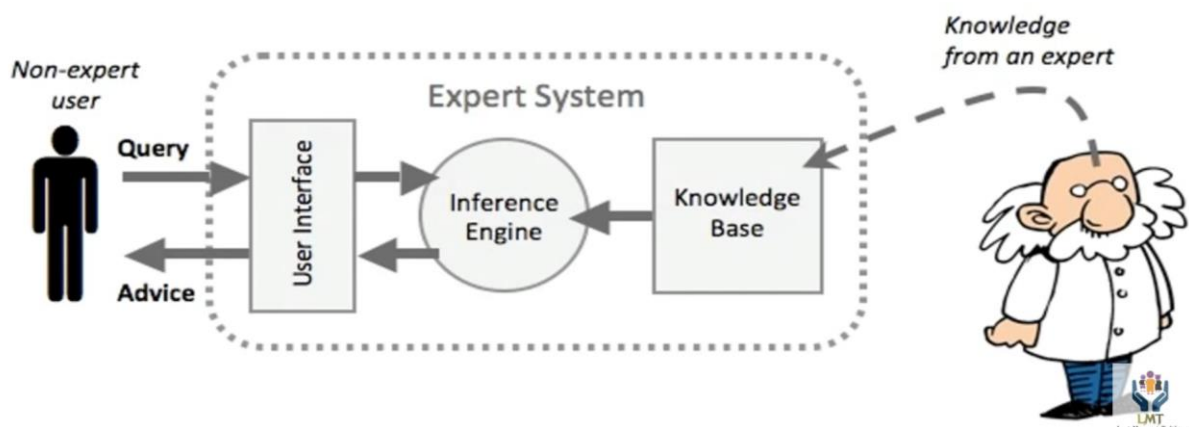 Knowledge
from an expert
Non-expert
user
Expert System
Query
User Interface
Inference
Engine
Knowledge
Base
Advice
LMT